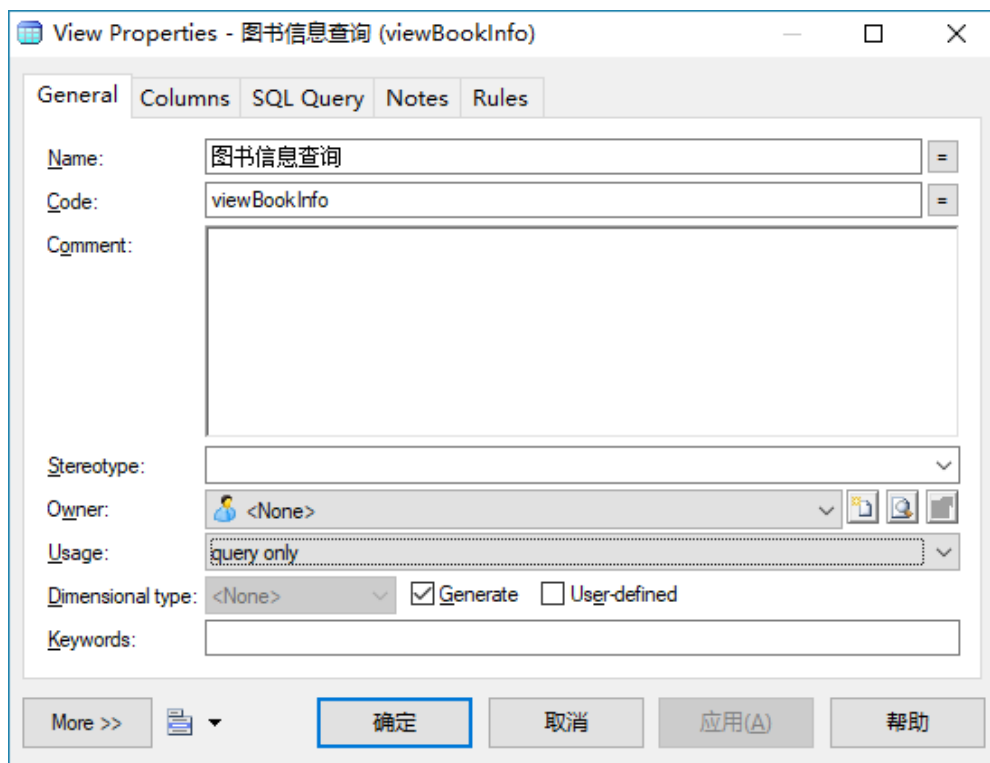 View Properties - 图书信息查询 (viewBookInfo)
General Columns SQL Query Notes Rules
Name: 图书信息查询 =
Code: viewBookInfo =
Comment:
Stereotype:
Owner: <None>
Usage: query only
Dimensional type: <None> Generate User-defined
Keywords:
More >> 确定 取消 应用(A) 帮助